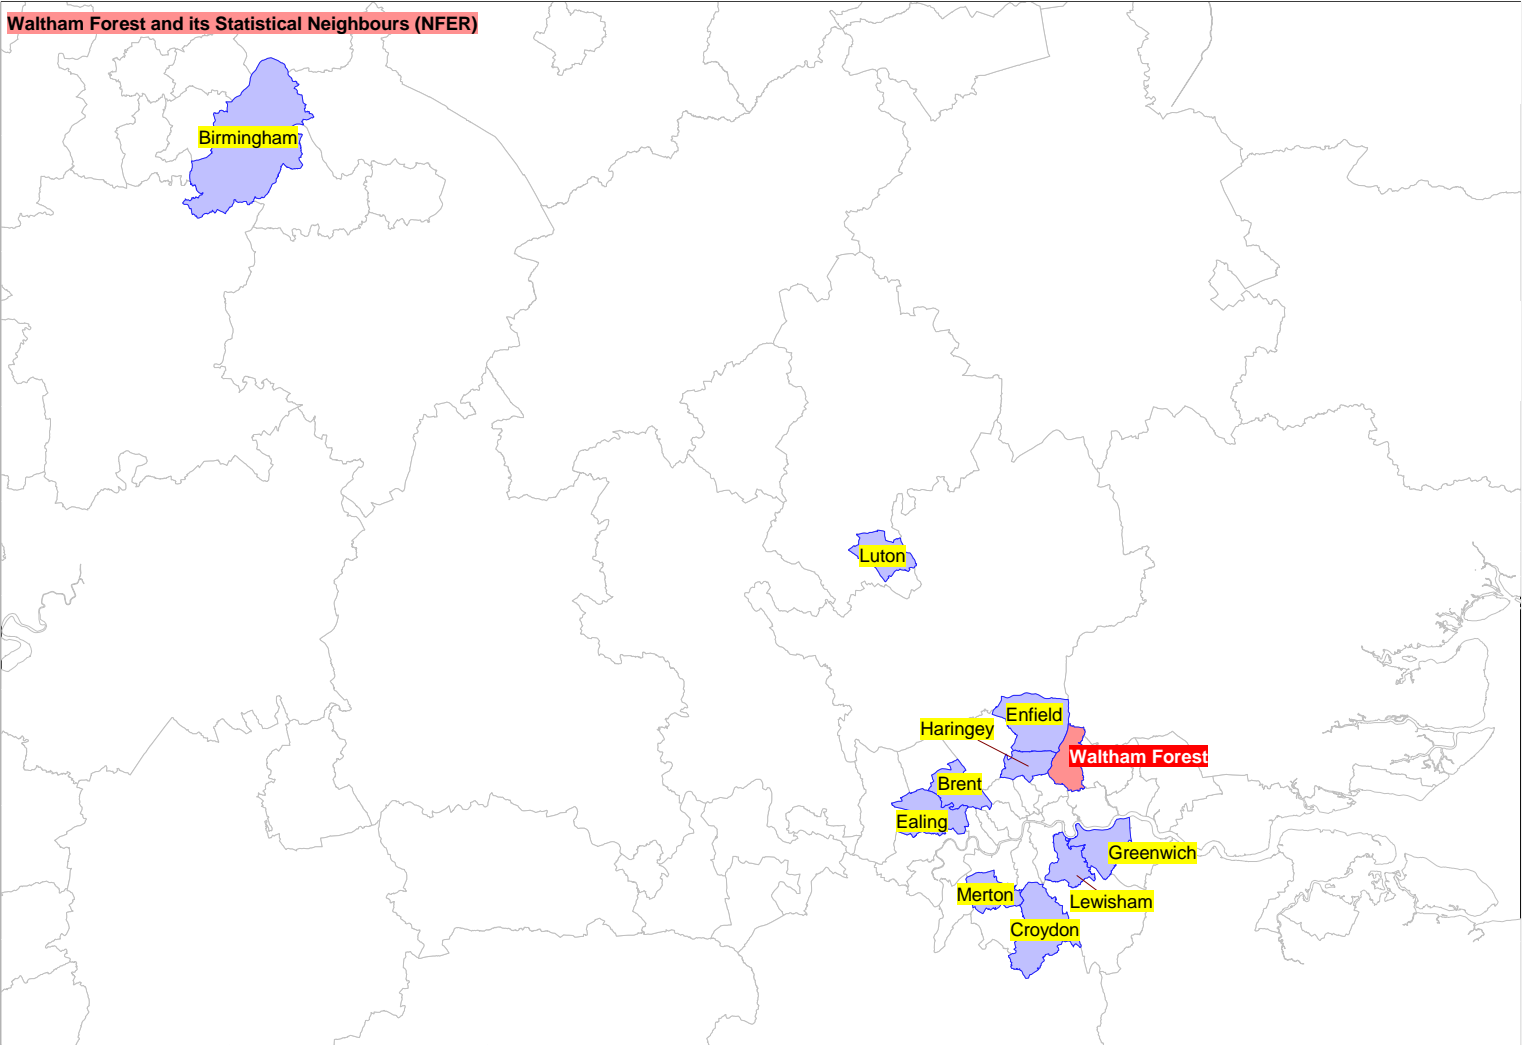 Waltham Forest and its Statistical Neighbours (NFER)
Birmingham
Luton
Enfield
Haringey
Waltham Forest
Brent
Ealing
Greenwich
Merton
Lewisham
Croydon